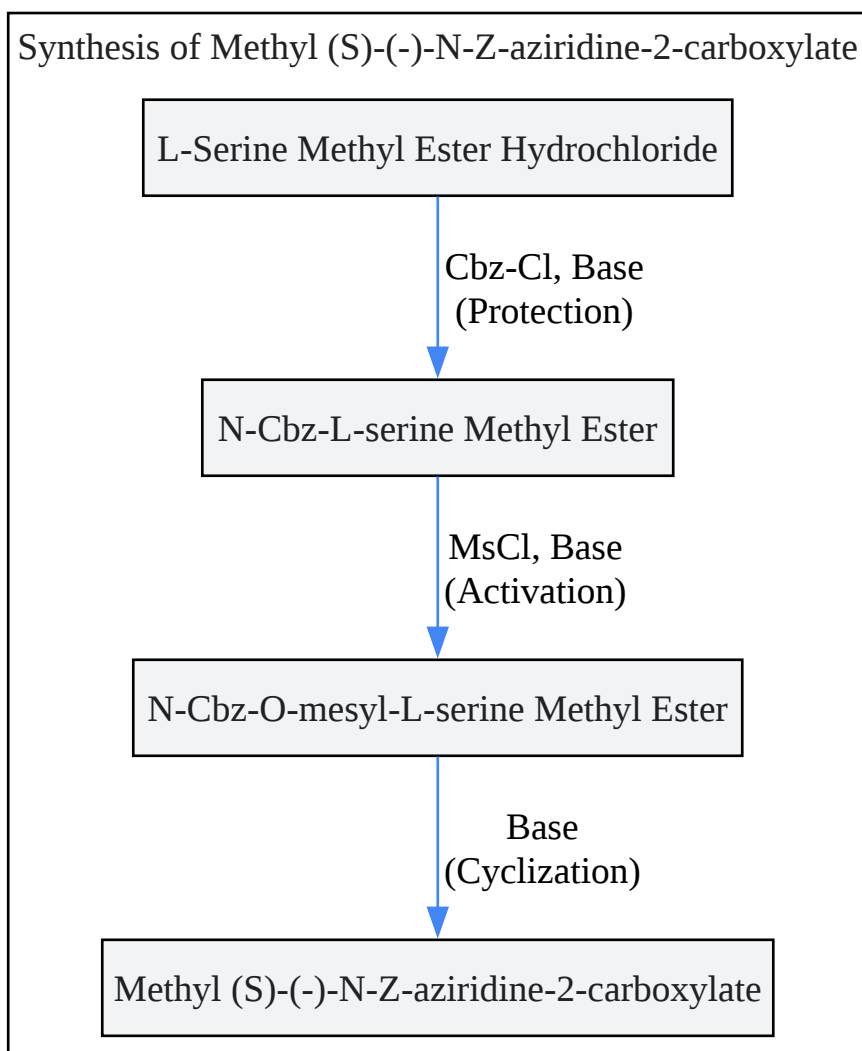 Synthesis of Methyl (S)-(-)-N-Z-aziridine-2-carboxylate
L-Serine Methyl Ester Hydrochloride
Cbz-Cl, Base
(Protection)
N-Cbz-L-serine Methyl Ester
MsCl, Base
(Activation)
N-Cbz-O-mesyl-L-serine Methyl Ester
Base
(Cyclization)
Methyl (S)-(-)-N-Z-aziridine-2-carboxylate